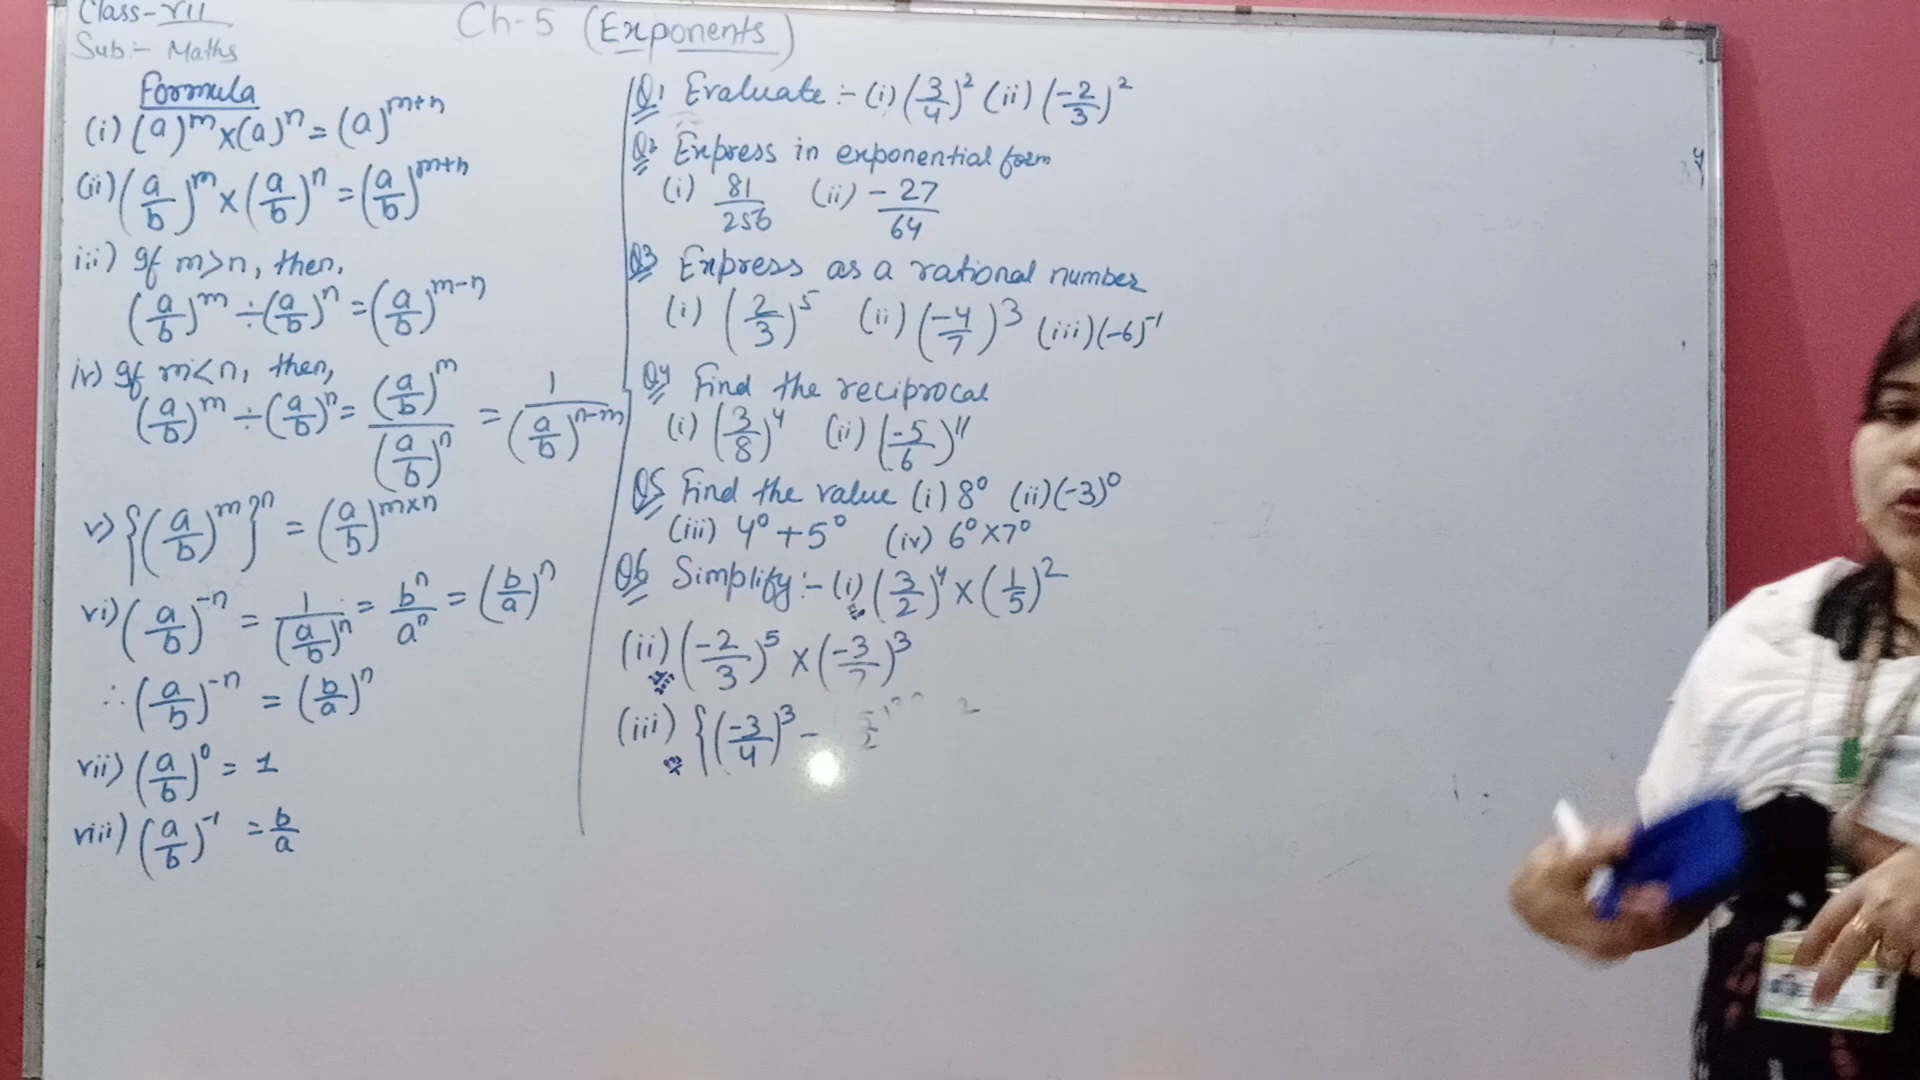 Class-VII
Sub:- Maths
Ch-5 (Exponents)
Formula
(i) (a)^m × (a)^n = (a)^{m+n}
(ii) (a/b)^m × (a/b)^n = (a/b)^{m+n}
iii) If m>n, then,
(a/b)^m ÷ (a/b)^n = (a/b)^{m-n}
iv) If m<n, then,
(a/b)^m ÷ (a/b)^n = (a/b)^m / (a/b)^n = 1/(a/b)^{n-m}
v) {(a/b)^m}^n = (a/b)^{m×n}
vi) (a/b)^{-n} = 1/(a/b)^n = b^n/a^n = (b/a)^n
∴ (a/b)^{-n} = (b/a)^n
vii) (a/b)^0 = 1
viii) (a/b)^{-1} = b/a
Q1 Evaluate :- (i) (3/4)^2 (ii) (-2/3)^2
Q2 Express in exponential form
(i) 81/256 (ii) -27/64
Q3 Express as a rational number
(i) (2/3)^5 (ii) (-4/7)^3 (iii) (-6)^{-1}
Q4 Find the reciprocal
(i) (3/8)^4 (ii) (-5/6)^{11}
Q5 Find the value (i) 8^0 (ii) (-3)^0
(iii) 4^0 + 5^0 (iv) 6^0 × 7^0
Q6 Simplify :- (i) (3/2)^4 × (1/5)^2
(ii) (-2/3)^5 × (-3/7)^3
(iii) {(-3/4)^3 -